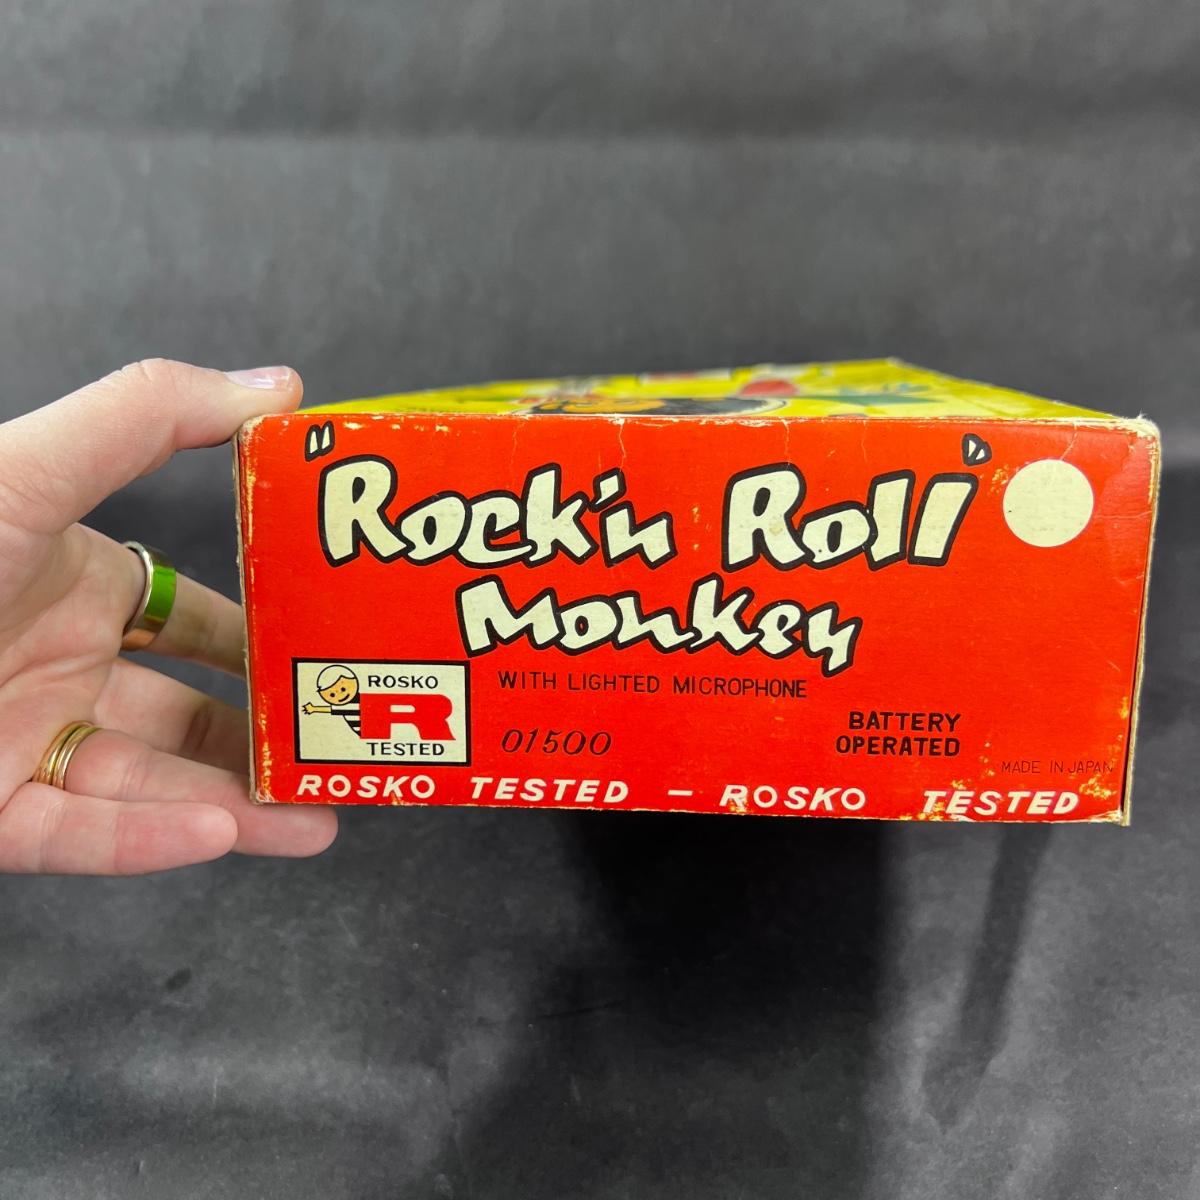 "Rock'n Roll"
Monkey
WITH LIGHTED MICROPHONE
ROSKO
R
TESTED
01500
BATTERY
OPERATED
MADE IN JAPAN
ROSKO TESTED — ROSKO TESTED